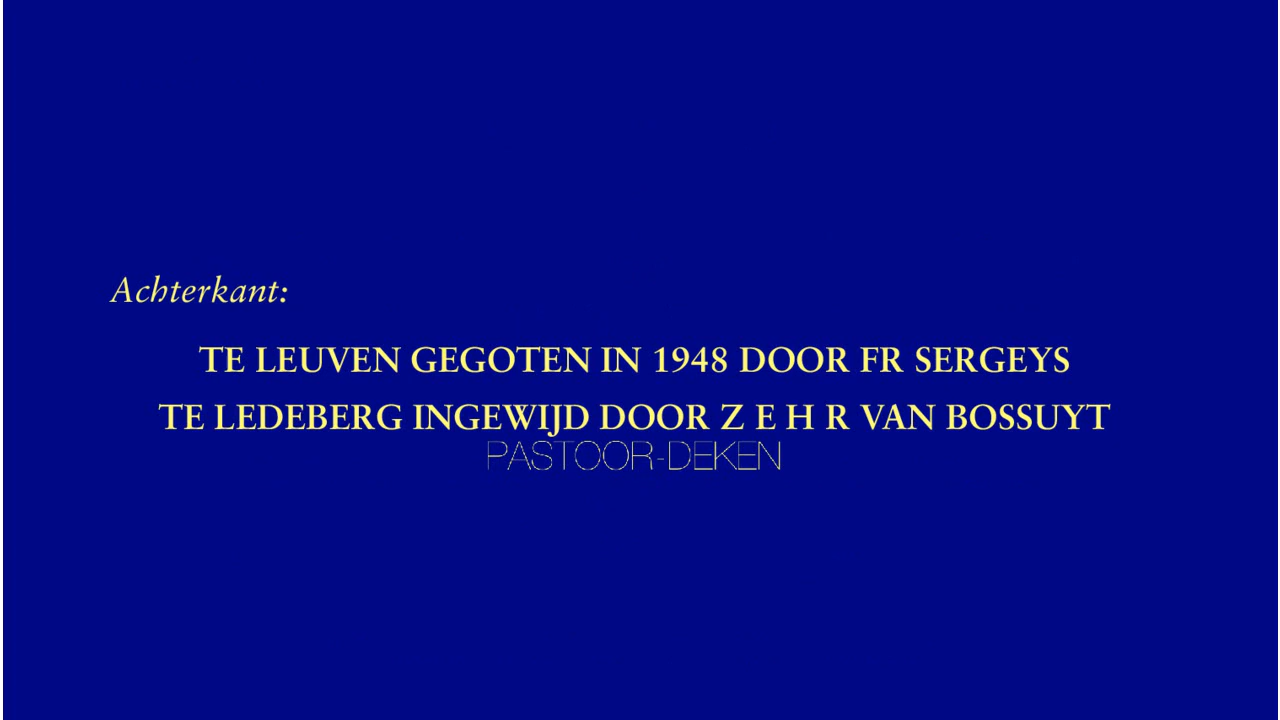 Achterkant:
TE LEUVEN GEGOTEN IN 1948 DOOR FR SERGEYS
TE LEDEBERG INGEWIJD DOOR Z E H R VAN BOSSUYT
PASTOOR-DEKEN